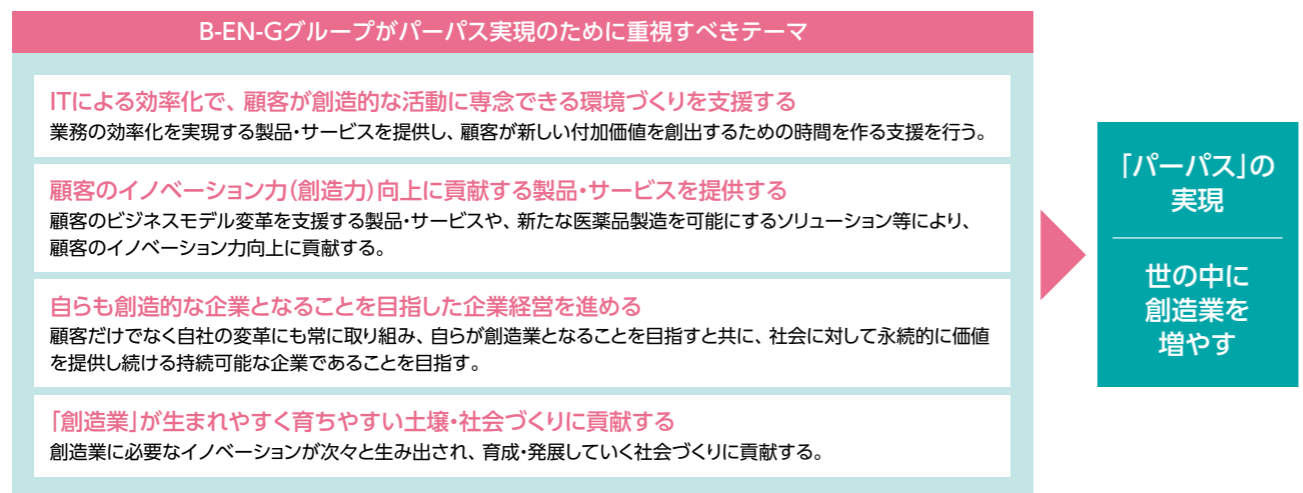 B-EN-Gグループがパーパス実現のために重視すべきテーマ
ITによる効率化で、顧客が創造的な活動に専念できる環境づくりを支援する
業務の効率化を実現する製品・サービスを提供し、顧客が新しい付加価値を創出するための時間を作る支援を行う。
顧客のイノベーション力（創造力）向上に貢献する製品・サービスを提供する
顧客のビジネスモデル変革を支援する製品・サービスや、新たな医薬品製造を可能にするソリューション等により、
顧客のイノベーション力向上に貢献する。
自らも創造的な企業となることを目指した企業経営を進める
顧客だけでなく自社の変革にも常に取り組み、自らが創造業となることを目指すと共に、社会に対して永続的に価値
を提供し続ける持続可能な企業であることを目指す。
「創造業」が生まれやすく育ちやすい土壌・社会づくりに貢献する
創造業に必要なイノベーションが次々と生み出され、育成・発展していく社会づくりに貢献する。
「パーパス」の
実現
世の中に
創造業を
増やす